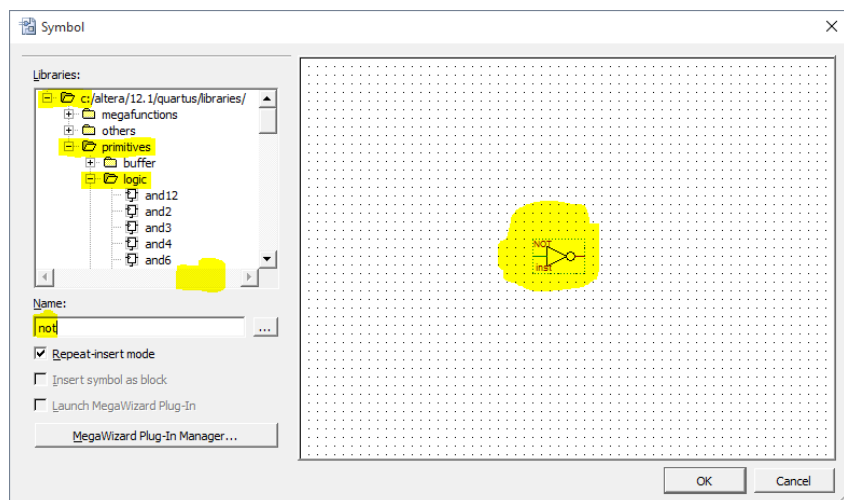 Symbol
Libraries:
c:/altera/12.1/quartus/libraries/
megafunctions
others
primitives
buffer
logic
and12
and2
and3
and4
and6
Name:
not
...
Repeat-insert mode
Insert symbol as block
Launch MegaWizard Plug-In
MegaWizard Plug-In Manager...
NOT
inst
OK
Cancel